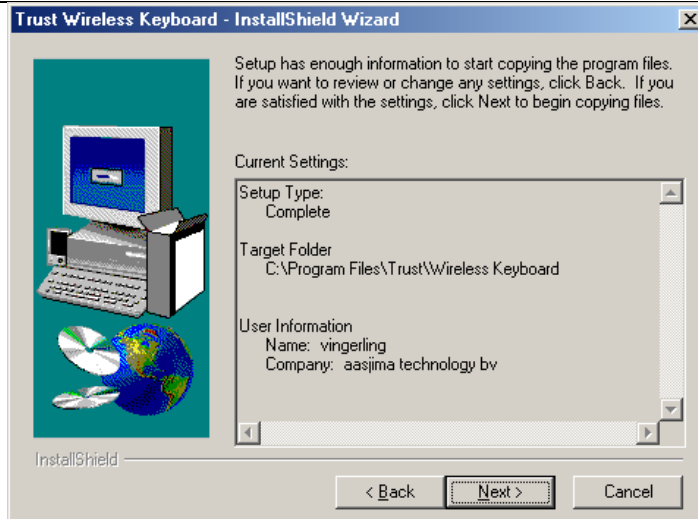 Trust Wireless Keyboard - InstallShield Wizard
Setup has enough information to start copying the program files.
If you want to review or change any settings, click Back. If you
are satisfied with the settings, click Next to begin copying files.
Current Settings:
Setup Type:
Complete
Target Folder
C:\Program Files\Trust\Wireless Keyboard
User Information
Name: vingerling
Company: aasjima technology bv
InstallShield
< Back
Next >
Cancel